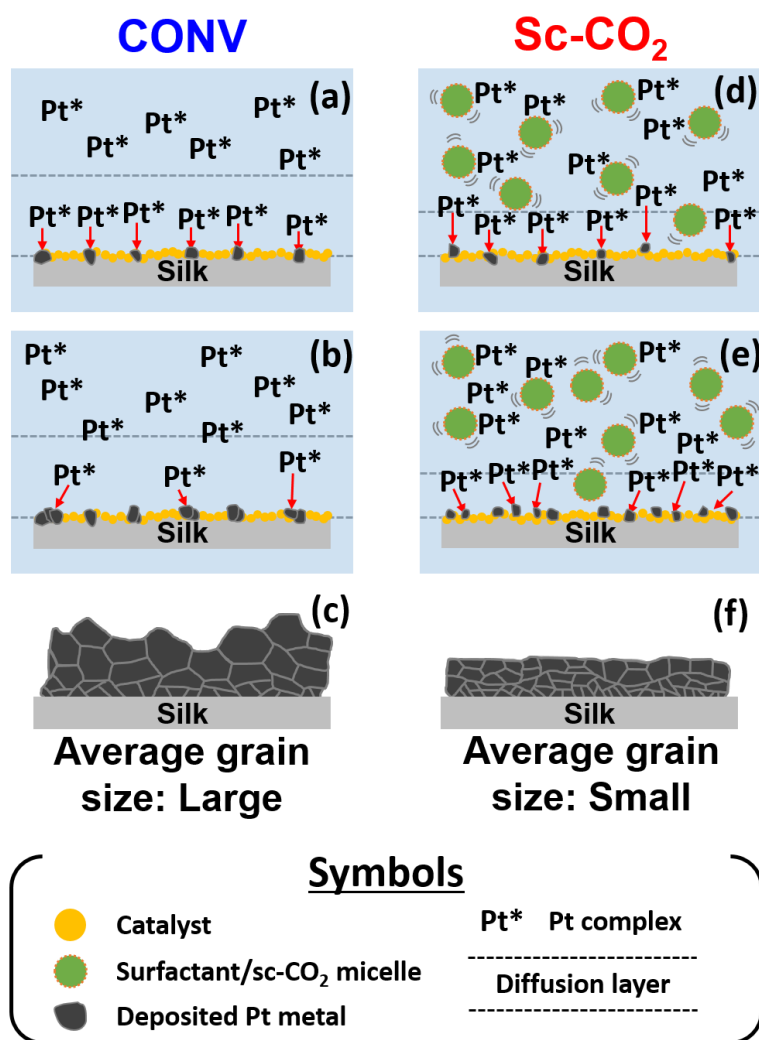 CONV
Sc-CO₂
(a)
Pt*
Pt*
Pt*
Pt*
Pt*
Pt*
Pt*
Pt*
Pt*
Pt*
Pt*
Pt*
Silk
(d)
Pt*
Pt*
Pt*
Pt*
Pt*
Pt*
Pt*
Pt*
Pt*
Pt*
Pt*
Pt*
Pt*
Silk
(b)
Pt*
Pt*
Pt*
Pt*
Pt*
Pt*
Pt*
Pt*
Pt*
Pt*
Pt*
Silk
(e)
Pt*
Pt*
Pt*
Pt*
Pt*
Pt*
Pt*
Pt*
Pt*
Pt*
Pt*
Pt*
Pt*
Silk
(c)
Silk
Average grain
size: Large
(f)
Silk
Average grain
size: Small
Symbols
Catalyst
Surfactant/sc-CO₂ micelle
Deposited Pt metal
Pt* Pt complex
Diffusion layer